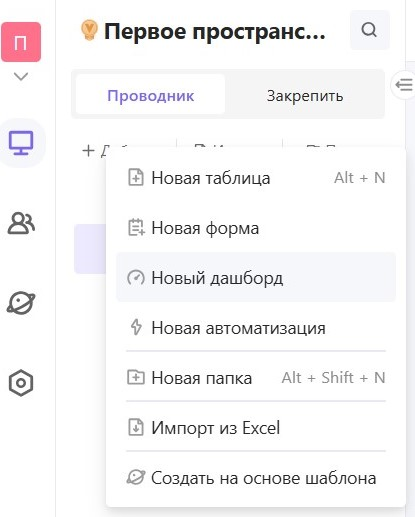 П
Первое пространс...
Проводник
Закрепить
Новая таблица Alt + N
Новая форма
Новый дашборд
Новая автоматизация
Новая папка Alt + Shift + N
Импорт из Excel
Создать на основе шаблона